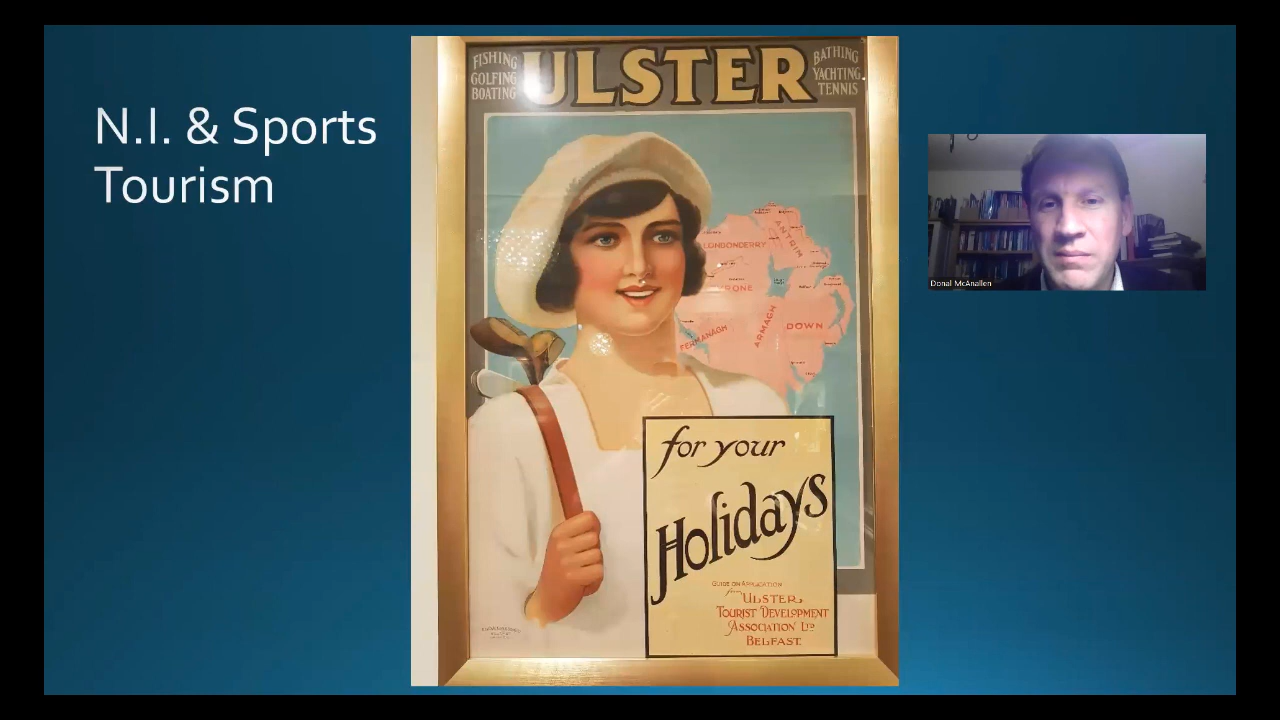 N.I. & Sports
Tourism
FISHING
GOLFING
BOATING
ULSTER
BATHING
YACHTING
TENNIS
LONDONDERRY
ANTRIM
TYRONE
FERMANAGH
ARMAGH
DOWN
for your
Holidays
GUIDE ON APPLICATION
from
ULSTER
TOURIST DEVELOPMENT
ASSOCIATION LTD
BELFAST.
Donal McAnallen